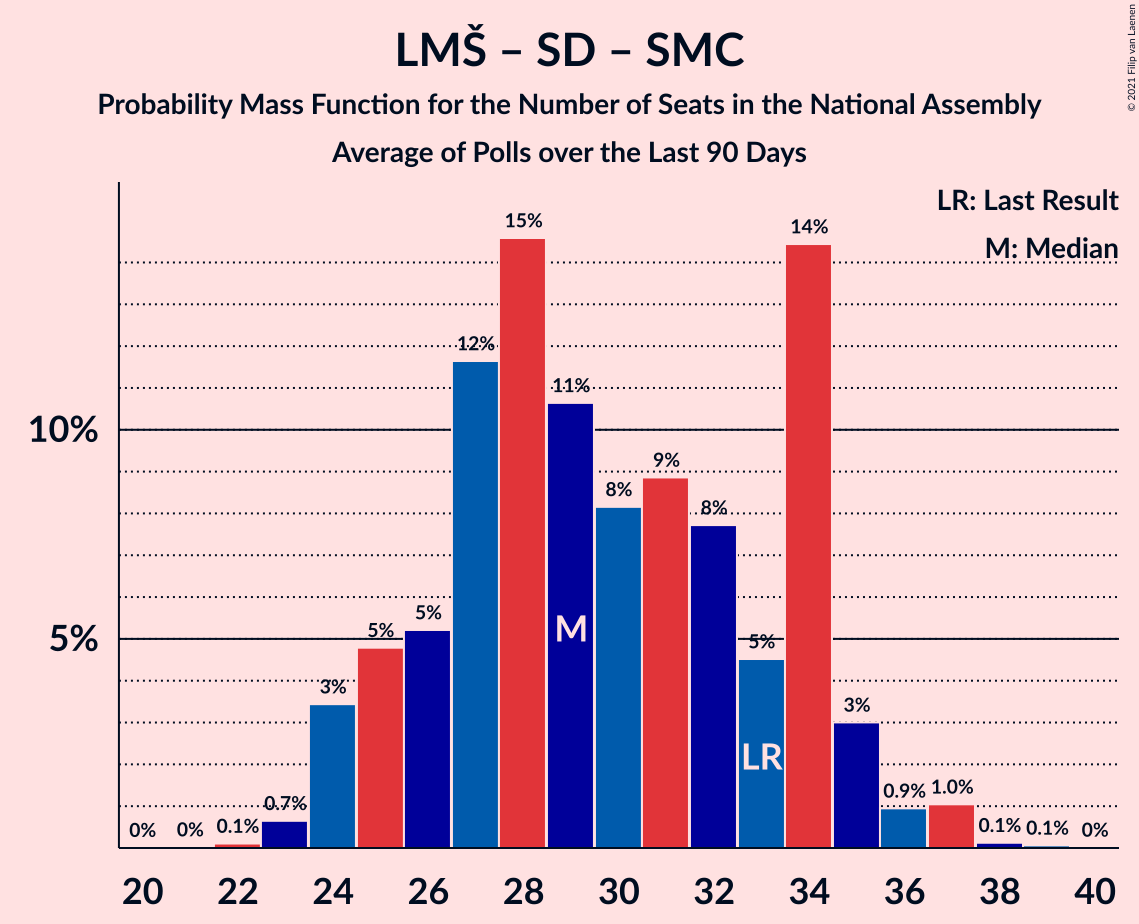 LMŠ – SD – SMC
Probability Mass Function for the Number of Seats in the National Assembly
Average of Polls over the Last 90 Days
© 2021 Filip van Laenen
LR: Last Result
M: Median
10%
5%
0%
0%
0.1%
0.7%
3%
5%
5%
12%
15%
11%
8%
9%
8%
5%
14%
3%
0.9%
1.0%
0.1%
0.1%
0%
M
LR
20 22 24 26 28 30 32 34 36 38 40